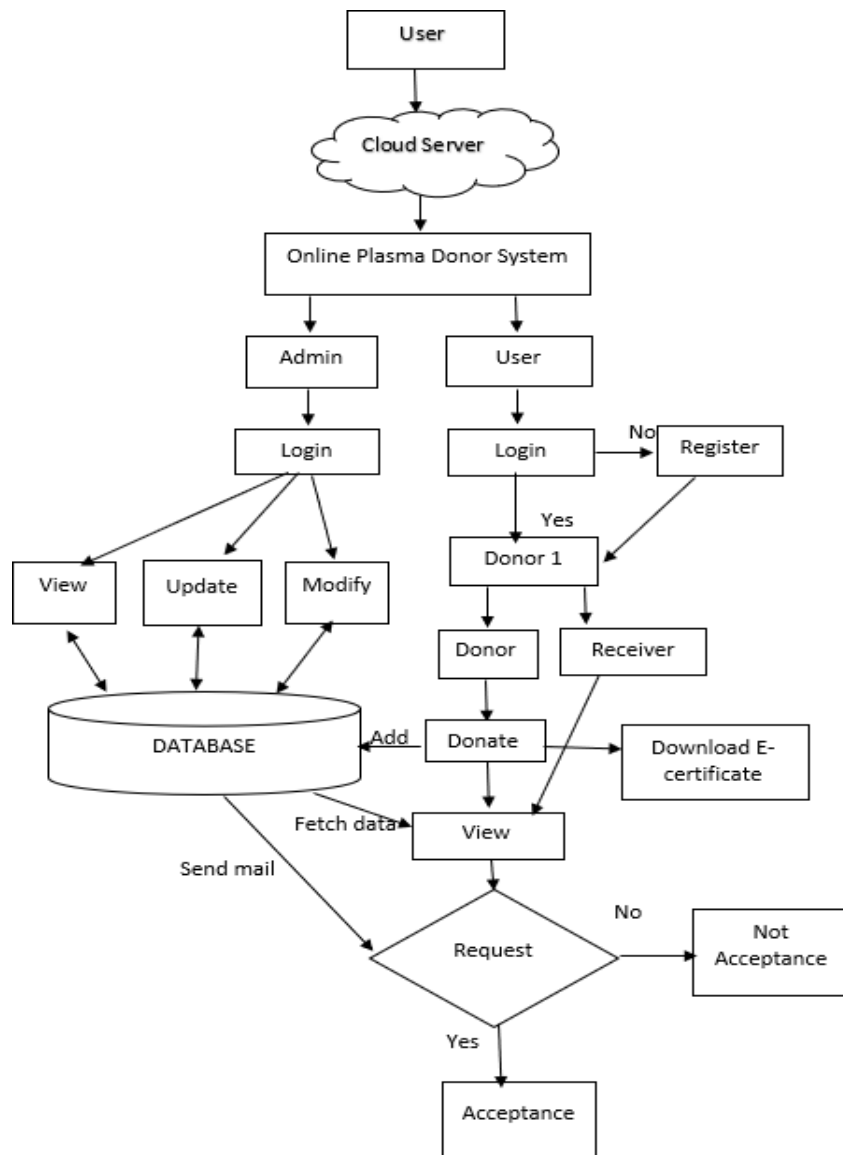 User
Cloud Server
Online Plasma Donor System
Admin
User
Login
Login
No
Register
Yes
Donor 1
View
Update
Modify
Donor
Receiver
DATABASE
Add
Donate
Download E-
certificate
Fetch data
View
Send mail
Request
No
Not
Acceptance
Yes
Acceptance